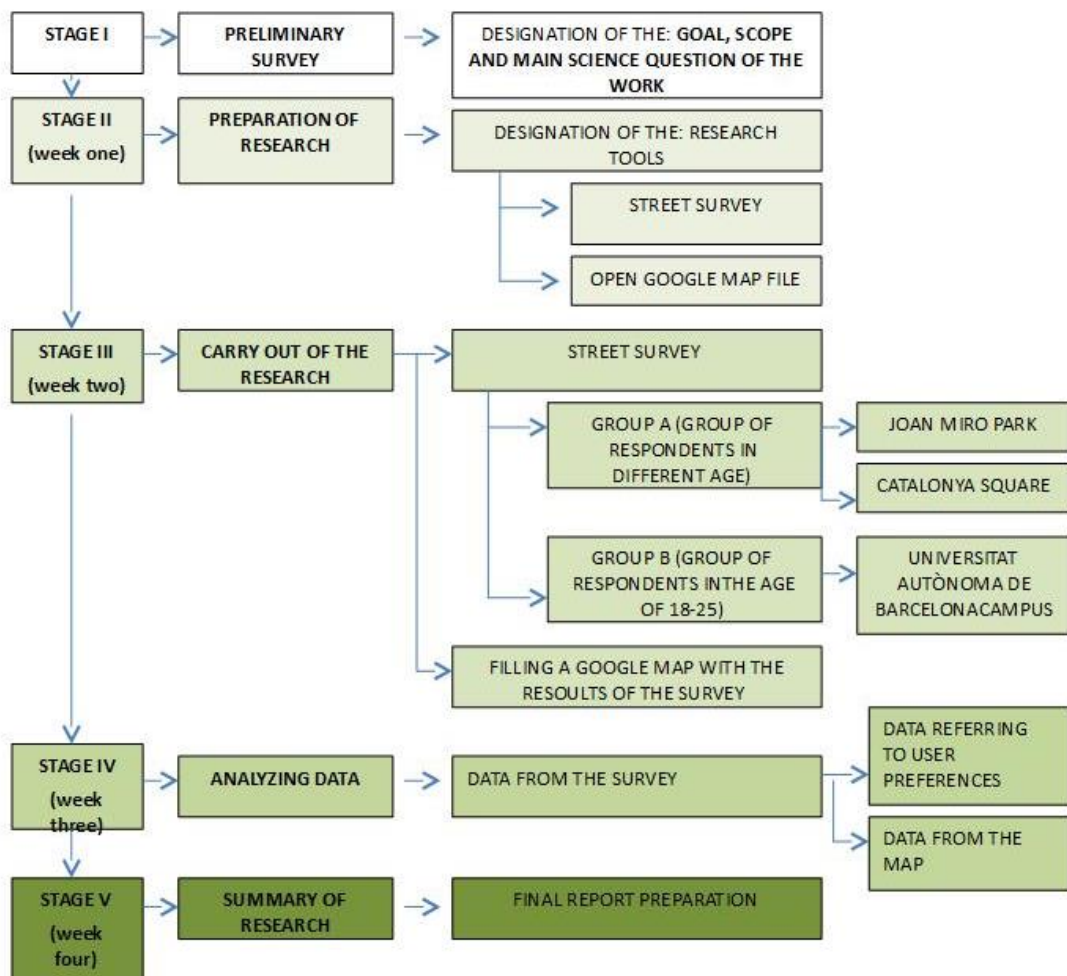 STAGE I
PRELIMINARY
SURVEY
DESIGNATION OF THE: GOAL, SCOPE
AND MAIN SCIENCE QUESTION OF THE
WORK
STAGE II
(week one)
PREPARATION OF
RESEARCH
DESIGNATION OF THE: RESEARCH
TOOLS
STREET SURVEY
OPEN GOOGLE MAP FILE
STAGE III
(week two)
CARRY OUT OF THE
RESEARCH
STREET SURVEY
GROUP A (GROUP OF
RESPONDENTS IN
DIFFERENT AGE)
JOAN MIRO PARK
CATALONYA SQUARE
GROUP B (GROUP OF
RESPONDENTS INTHE AGE
OF 18-25)
UNIVERSITAT
AUTÒNOMA DE
BARCELONACAMPUS
FILLING A GOOGLE MAP WITH THE
RESOULTS OF THE SURVEY
STAGE IV
(week
three)
ANALYZING DATA
DATA FROM THE SURVEY
DATA REFERRING
TO USER
PREFERENCES
DATA FROM THE
MAP
STAGE V
(week
four)
SUMMARY OF
RESEARCH
FINAL REPORT PREPARATION